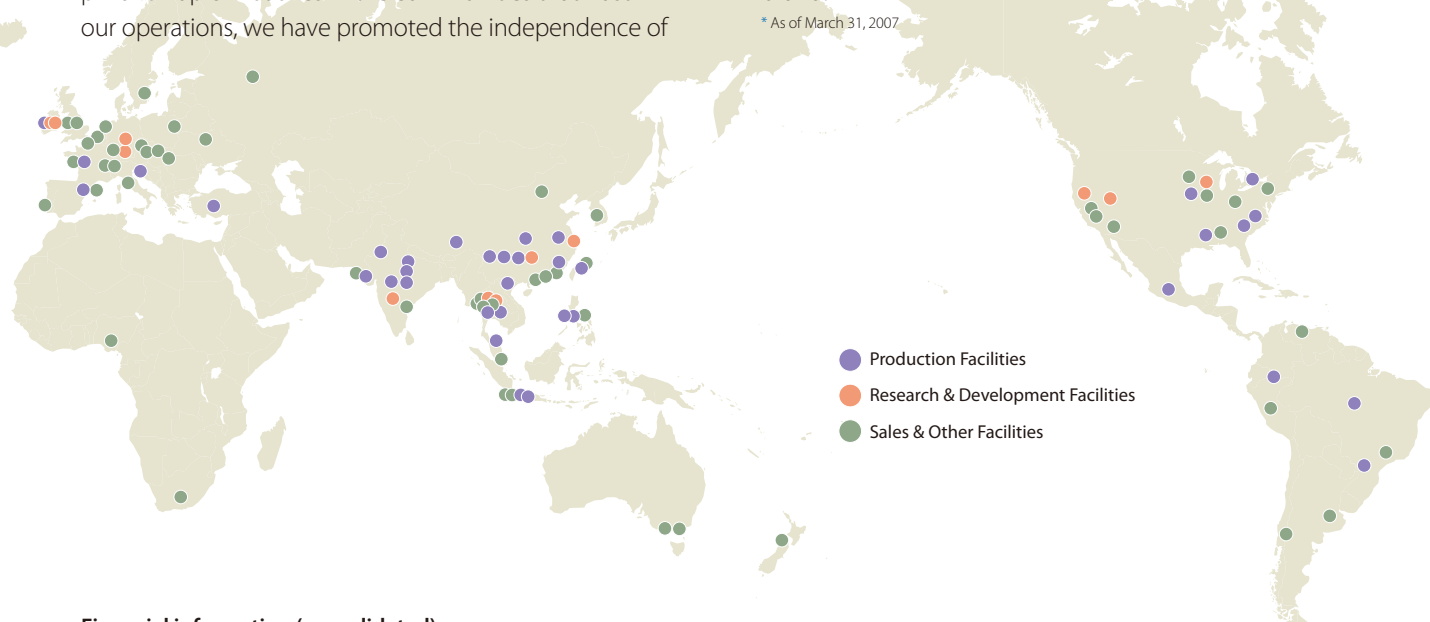 our operations, we have promoted the independence of
* As of March 31, 2007
Production Facilities
Research & Development Facilities
Sales & Other Facilities